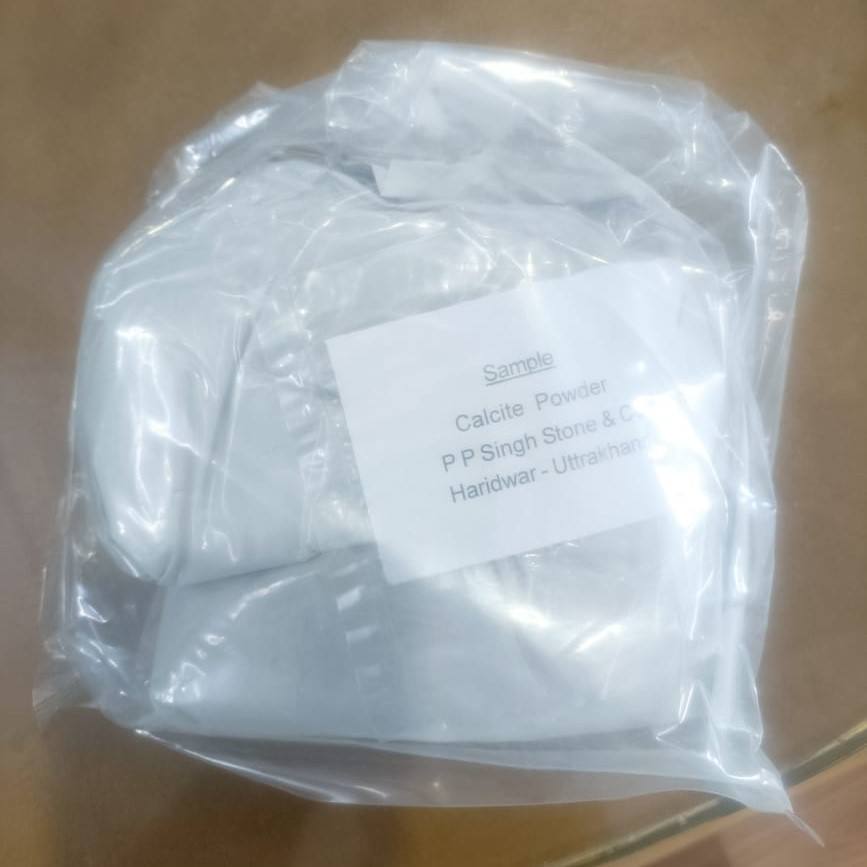 Sample
Calcite Powder
P P Singh Stone &
Haridwar - Uttrakhan